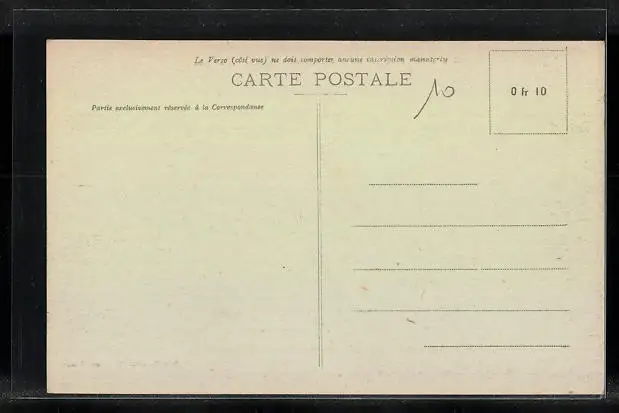 Le Verso (côté vue) ne doit comporter aucune inscription manuscrite
CARTE POSTALE
10
0 fr 10
Partie exclusivement réservée à la Correspondance